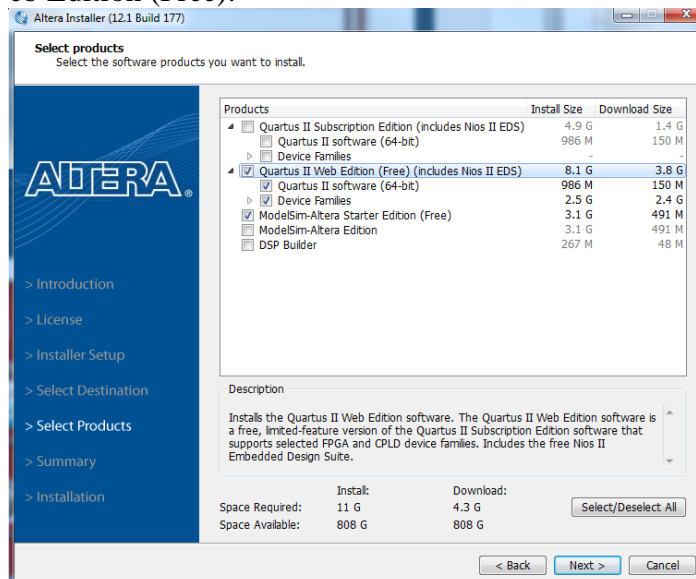 es Edition (Free).
Altera Installer (12.1 Build 177)
Select products
Select the software products you want to install.
ALTERA®
> Introduction
> License
> Installer Setup
> Select Destination
> Select Products
> Summary
> Installation
Products Install Size Download Size
Quartus II Subscription Edition (includes Nios II EDS) 4.9 G 1.4 G
Quartus II software (64-bit) 986 M 150 M
Device Families - -
Quartus II Web Edition (Free) (includes Nios II EDS) 8.1 G 3.8 G
Quartus II software (64-bit) 986 M 150 M
Device Families 2.5 G 2.4 G
ModelSim-Altera Starter Edition (Free) 3.1 G 491 M
ModelSim-Altera Edition 3.1 G 491 M
DSP Builder 267 M 48 M
Description
Installs the Quartus II Web Edition software. The Quartus II Web Edition software is
a free, limited-feature version of the Quartus II Subscription Edition software that
supports selected FPGA and CPLD device families. Includes the free Nios II
Embedded Design Suite.
Install: Download:
Space Required: 11 G 4.3 G
Space Available: 808 G 808 G
Select/Deselect All
< Back Next > Cancel